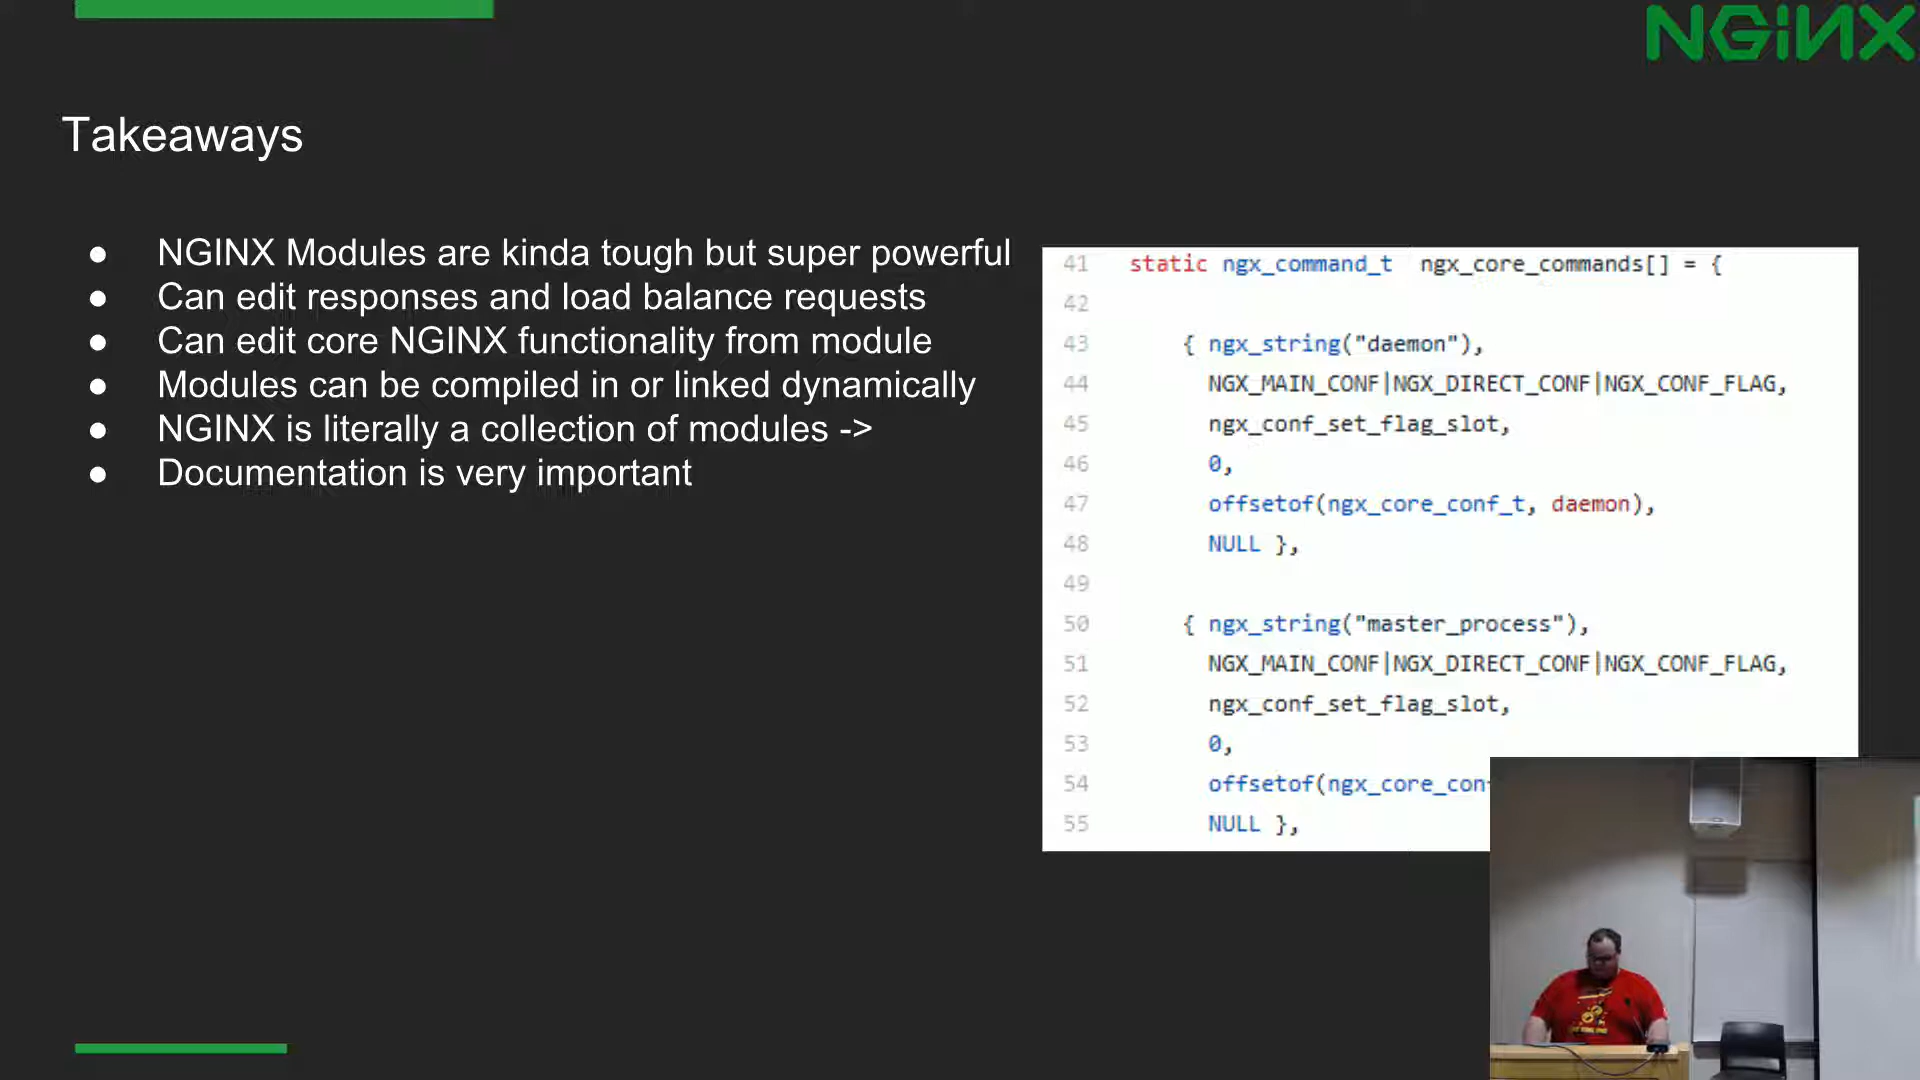 NGINX
Takeaways
● NGINX Modules are kinda tough but super powerful
● Can edit responses and load balance requests
● Can edit core NGINX functionality from module
● Modules can be compiled in or linked dynamically
● NGINX is literally a collection of modules ->
● Documentation is very important
41 static ngx_command_t ngx_core_commands[] = {
42
43 { ngx_string("daemon"),
44 NGX_MAIN_CONF|NGX_DIRECT_CONF|NGX_CONF_FLAG,
45 ngx_conf_set_flag_slot,
46 0,
47 offsetof(ngx_core_conf_t, daemon),
48 NULL },
49
50 { ngx_string("master_process"),
51 NGX_MAIN_CONF|NGX_DIRECT_CONF|NGX_CONF_FLAG,
52 ngx_conf_set_flag_slot,
53 0,
54 offsetof(ngx_core_con
55 NULL },